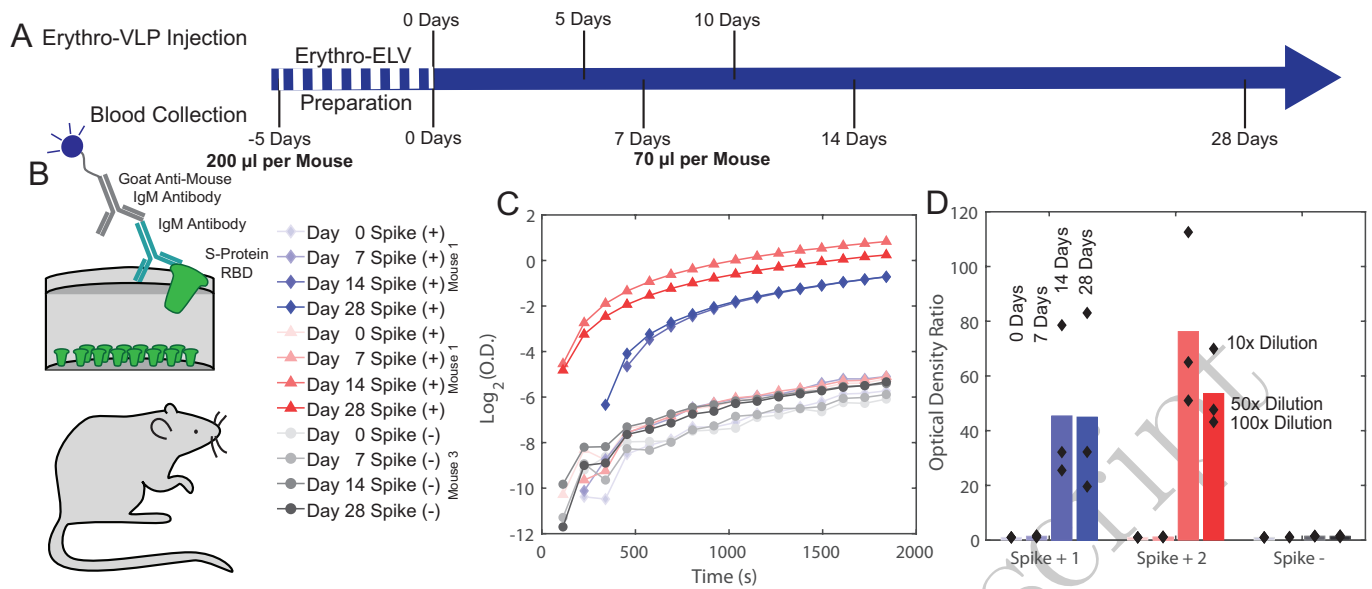 A Erythro-VLP Injection
0 Days
5 Days
10 Days
Erythro-ELV
Preparation
Blood Collection
-5 Days
0 Days
7 Days
14 Days
28 Days
200 µl per Mouse
70 µl per Mouse
B
Goat Anti-Mouse
IgM Antibody
IgM Antibody
S-Protein
RBD
Day 0 Spike (+)
Day 7 Spike (+)
Day 14 Spike (+)
Day 28 Spike (+)
Mouse 1
Day 0 Spike (+)
Day 7 Spike (+)
Day 14 Spike (+)
Day 28 Spike (+)
Mouse 1
Day 0 Spike (-)
Day 7 Spike (-)
Day 14 Spike (-)
Day 28 Spike (-)
Mouse 3
C
Log2 (O.D.)
2
0
-2
-4
-6
-8
-10
-12
0
500
1000
1500
2000
Time (s)
D
Optical Density Ratio
120
100
80
60
40
20
0
0 Days
7 Days
14 Days
28 Days
10x Dilution
50x Dilution
100x Dilution
Spike + 1
Spike + 2
Spike -
script